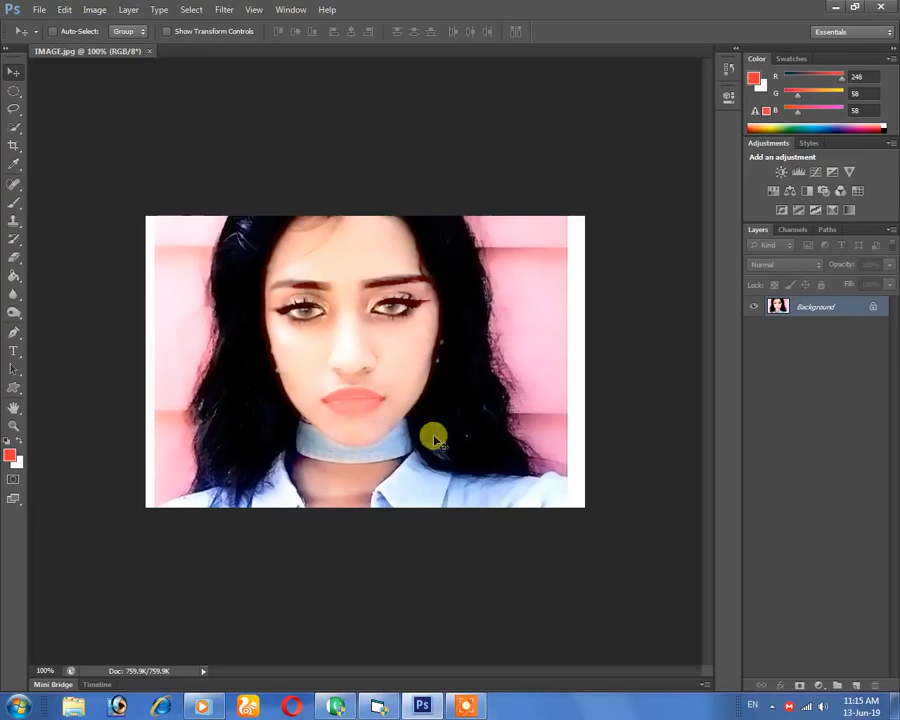 Ps File Edit Image Layer Type Select Filter View Window Help
Auto-Select: Group Show Transform Controls Essentials
IMAGE.jpg @ 100% (RGB/8*) ×
Color Swatches
R 248
G 58
B 58
Adjustments Styles
Add an adjustment
Layers Channels Paths
Kind
Normal Opacity: 100%
Lock: Fill: 100%
Background
100% Doc: 759.9K/759.9K
Mini Bridge Timeline
Ps EN 11:15 AM
13-Jun-19